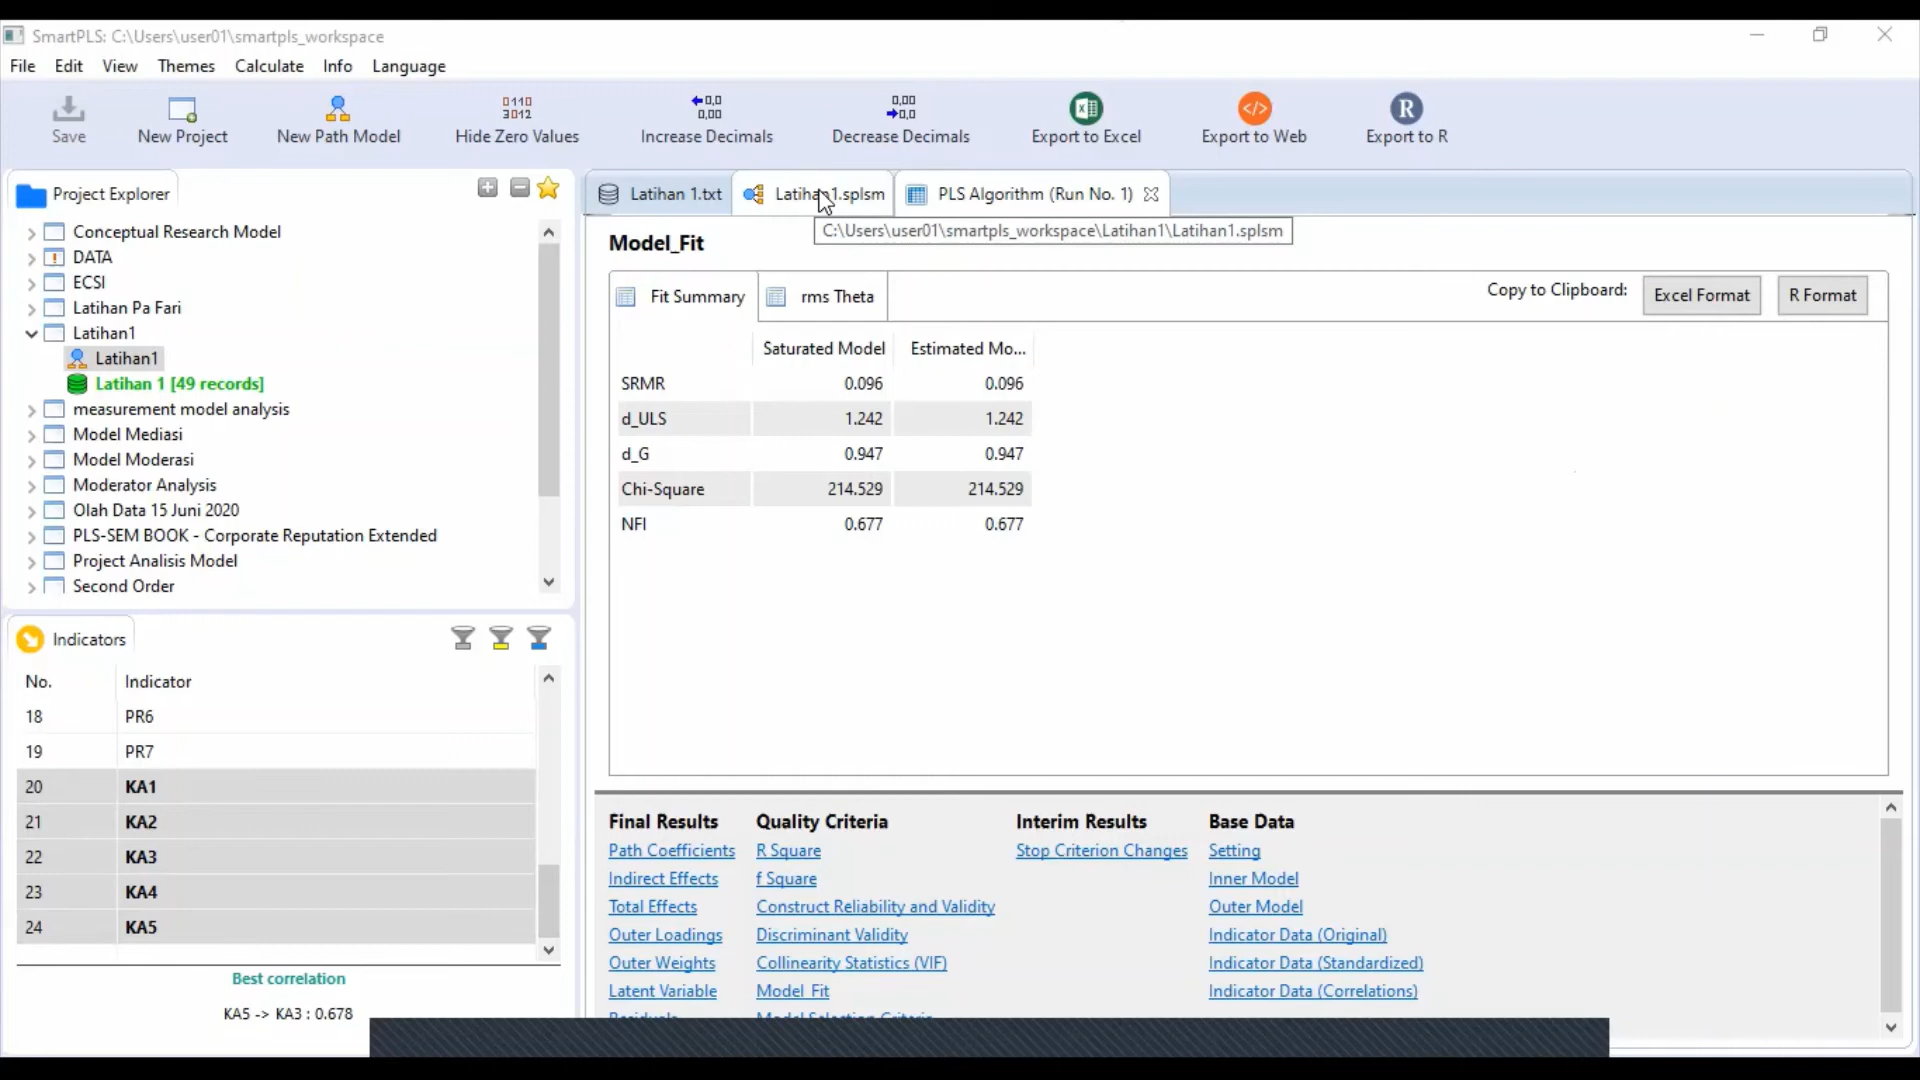 SmartPLS: C:\Users\user01\smartpls_workspace
File Edit View Themes Calculate Info Language
Save New Project New Path Model Hide Zero Values Increase Decimals Decrease Decimals Export to Excel Export to Web Export to R
Project Explorer
Conceptual Research Model
DATA
ECSI
Latihan Pa Fari
Latihan1
Latihan1
Latihan 1 [49 records]
measurement model analysis
Model Mediasi
Model Moderasi
Moderator Analysis
Olah Data 15 Juni 2020
PLS-SEM BOOK - Corporate Reputation Extended
Project Analisis Model
Second Order
Indicators
No. Indicator
18 PR6
19 PR7
20 KA1
21 KA2
22 KA3
23 KA4
24 KA5
Best correlation
KA5 -> KA3 : 0.678
Latihan 1.txt Latihan1.splsm PLS Algorithm (Run No. 1)
C:\Users\user01\smartpls_workspace\Latihan1\Latihan1.splsm
Model_Fit
Fit Summary rms Theta Copy to Clipboard: Excel Format R Format
Saturated Model Estimated Mo...
SRMR 0.096 0.096
d_ULS 1.242 1.242
d_G 0.947 0.947
Chi-Square 214.529 214.529
NFI 0.677 0.677
Final Results Quality Criteria Interim Results Base Data
Path Coefficients R Square Stop Criterion Changes Setting
Indirect Effects f Square Inner Model
Total Effects Construct Reliability and Validity Outer Model
Outer Loadings Discriminant Validity Indicator Data (Original)
Outer Weights Collinearity Statistics (VIF) Indicator Data (Standardized)
Latent Variable Model_Fit Indicator Data (Correlations)